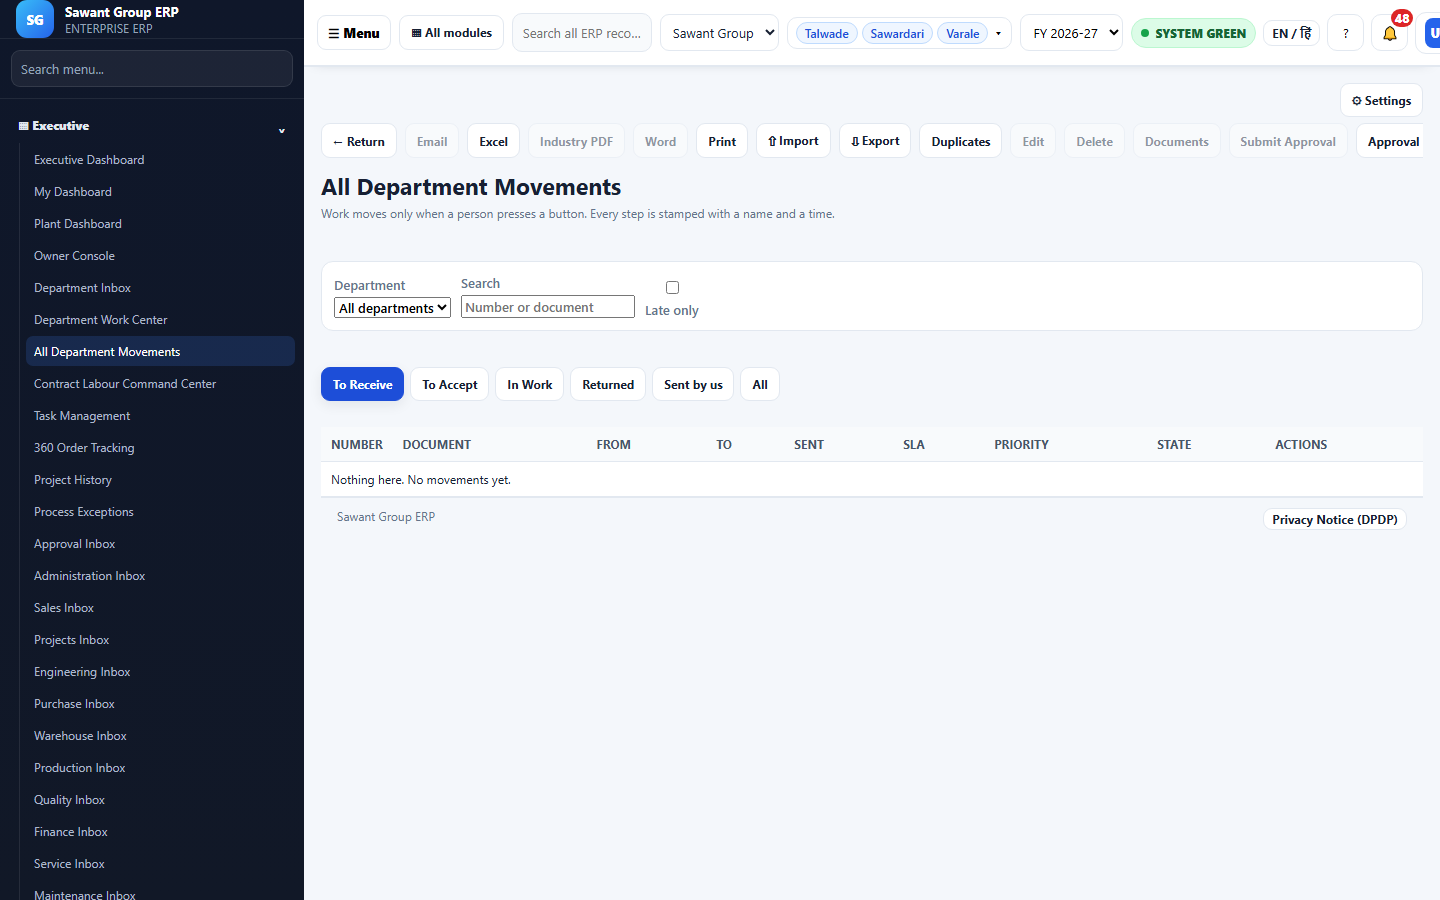 SG
Sawant Group ERP
ENTERPRISE ERP
☰ Menu
All modules
Search all ERP reco...
Sawant Group
Talwade
Sawardari
Varale
FY 2026-27
SYSTEM GREEN
EN / हिं
?
48
U
Search menu...
Executive
Executive Dashboard
My Dashboard
Plant Dashboard
Owner Console
Department Inbox
Department Work Center
All Department Movements
Contract Labour Command Center
Task Management
360 Order Tracking
Project History
Process Exceptions
Approval Inbox
Administration Inbox
Sales Inbox
Projects Inbox
Engineering Inbox
Purchase Inbox
Warehouse Inbox
Production Inbox
Quality Inbox
Finance Inbox
Service Inbox
Maintenance Inbox
⚙ Settings
← Return
Email
Excel
Industry PDF
Word
Print
⇧ Import
⇩ Export
Duplicates
Edit
Delete
Documents
Submit Approval
Approval
All Department Movements
Work moves only when a person presses a button. Every step is stamped with a name and a time.
Department
All departments
Search
Number or document
Late only
To Receive
To Accept
In Work
Returned
Sent by us
All
NUMBER DOCUMENT FROM TO SENT SLA PRIORITY STATE ACTIONS
Nothing here. No movements yet.
Sawant Group ERP
Privacy Notice (DPDP)